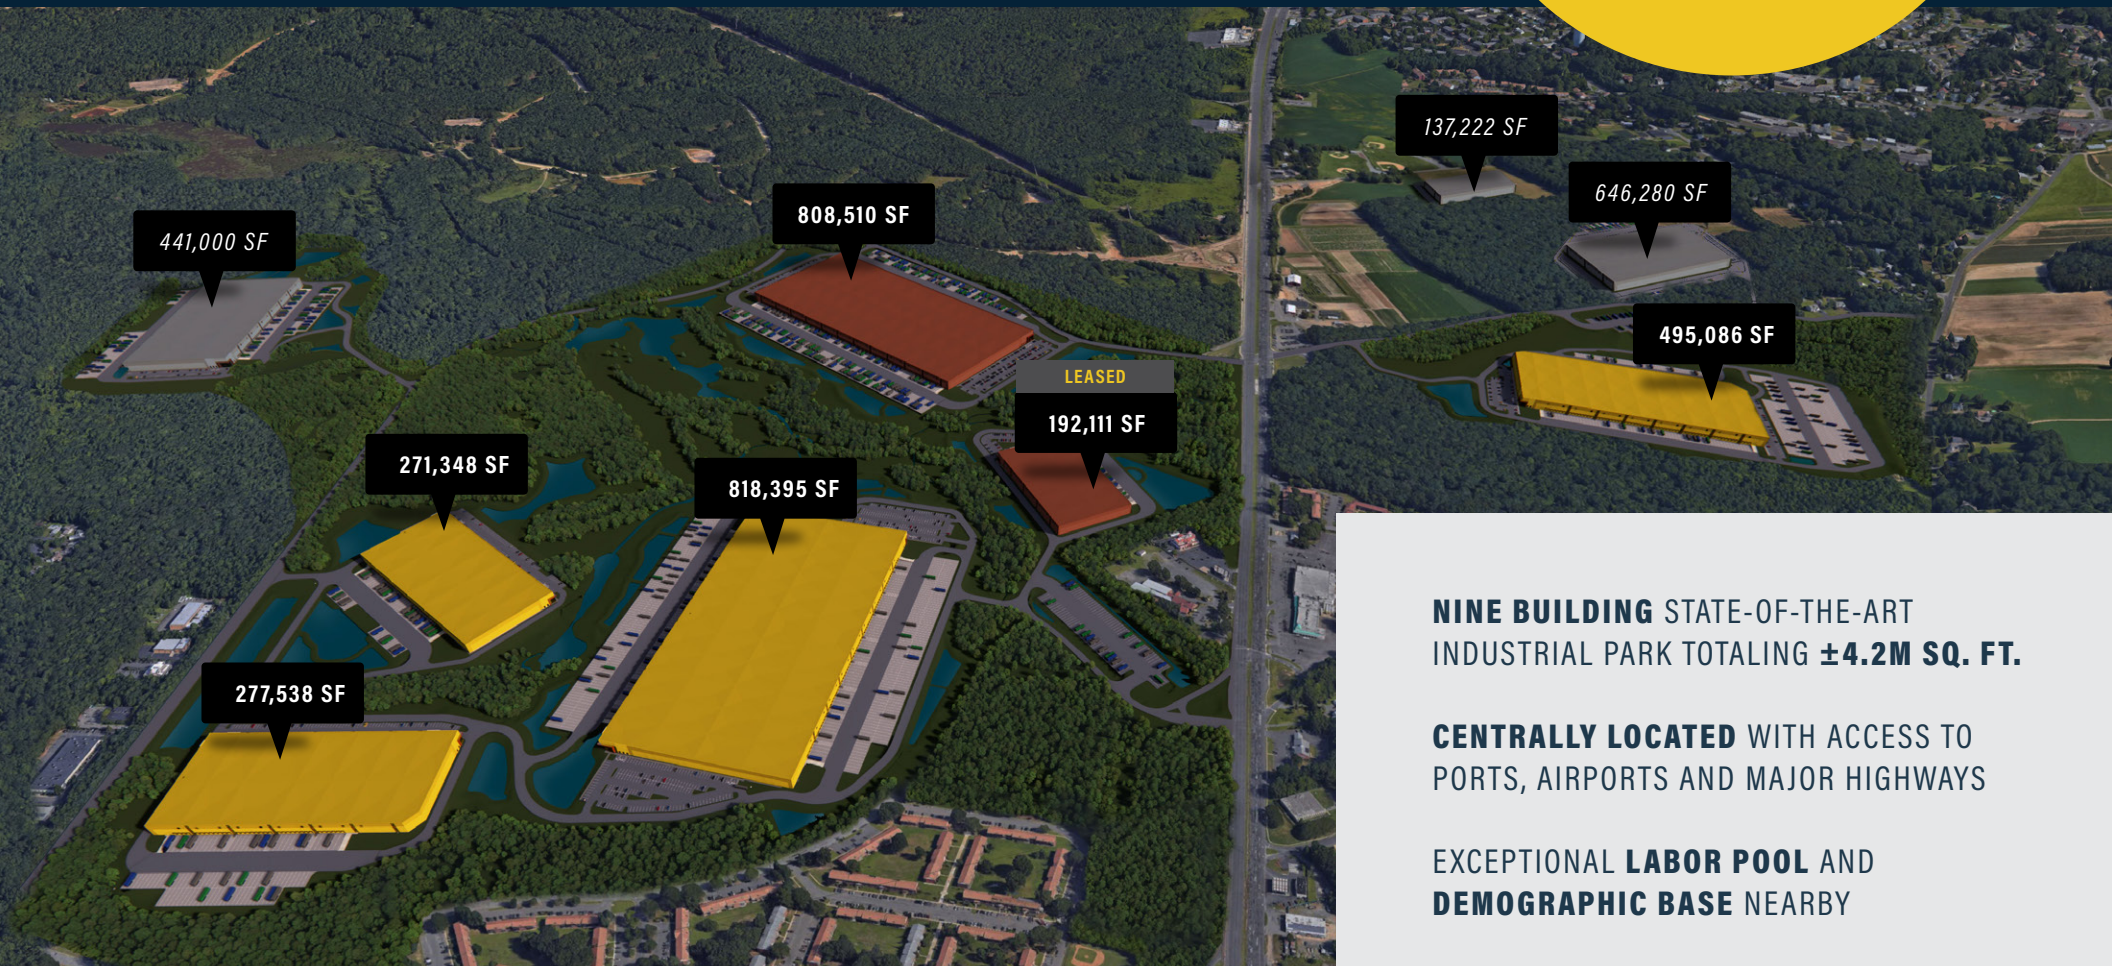 137,222 SF
646,280 SF
808,510 SF
441,000 SF
495,086 SF
LEASED
192,111 SF
271,348 SF
818,395 SF
277,538 SF
NINE BUILDING STATE-OF-THE-ART
INDUSTRIAL PARK TOTALING ±4.2M SQ. FT.
CENTRALLY LOCATED WITH ACCESS TO
PORTS, AIRPORTS AND MAJOR HIGHWAYS
EXCEPTIONAL LABOR POOL AND
DEMOGRAPHIC BASE NEARBY